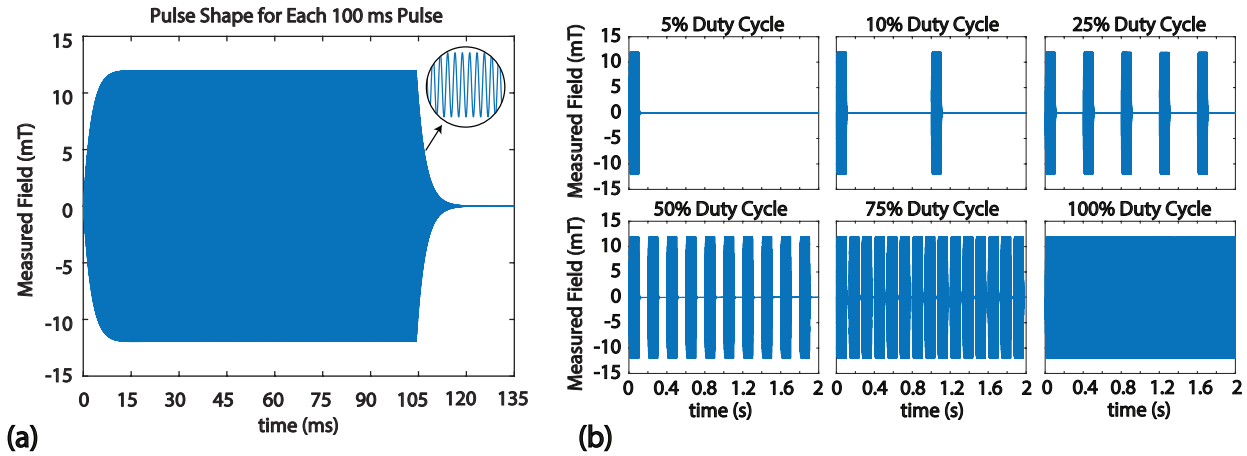 Pulse Shape for Each 100 ms Pulse
Measured Field (mT)
15
10
5
0
-5
-10
-15
0 15 30 45 60 75 90 105 120 135
time (ms)
(a)
(b)
5% Duty Cycle 10% Duty Cycle 25% Duty Cycle
Measured Field (mT)
15
10
5
0
-5
-10
-15
50% Duty Cycle 75% Duty Cycle 100% Duty Cycle
Measured Field (mT)
15
10
5
0
-5
-10
-15
0 0.4 0.8 1.2 1.6 2
0 0.4 0.8 1.2 1.6 2
0 0.4 0.8 1.2 1.6 2
time (s) time (s) time (s)